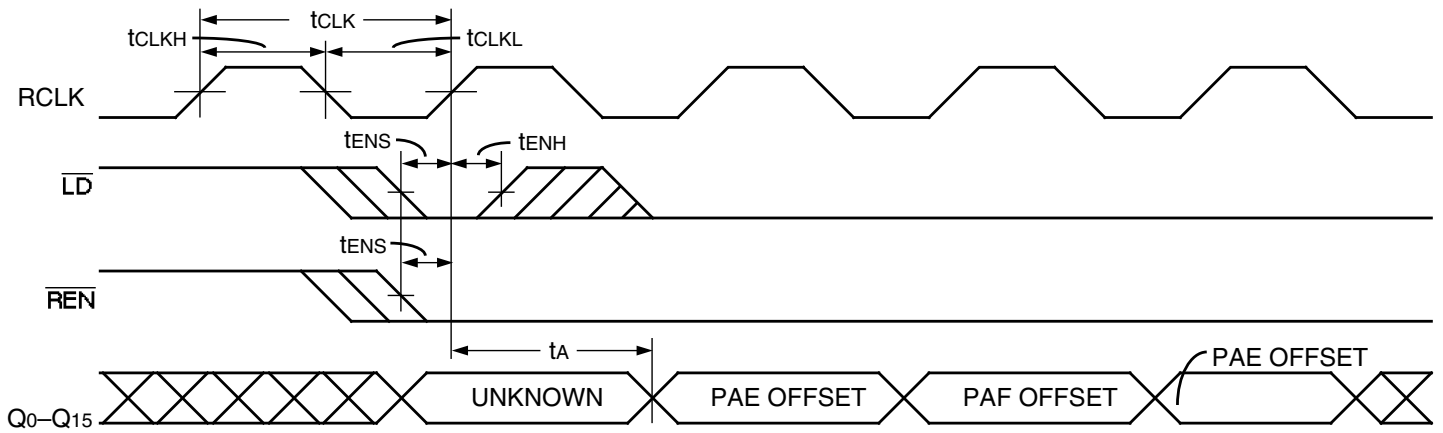 tCLK
tCLKH
tCLKL
RCLK
tENS
tENH
LD
tENS
REN
tA
PAE OFFSET
UNKNOWN
PAE OFFSET
PAF OFFSET
Q0–Q15